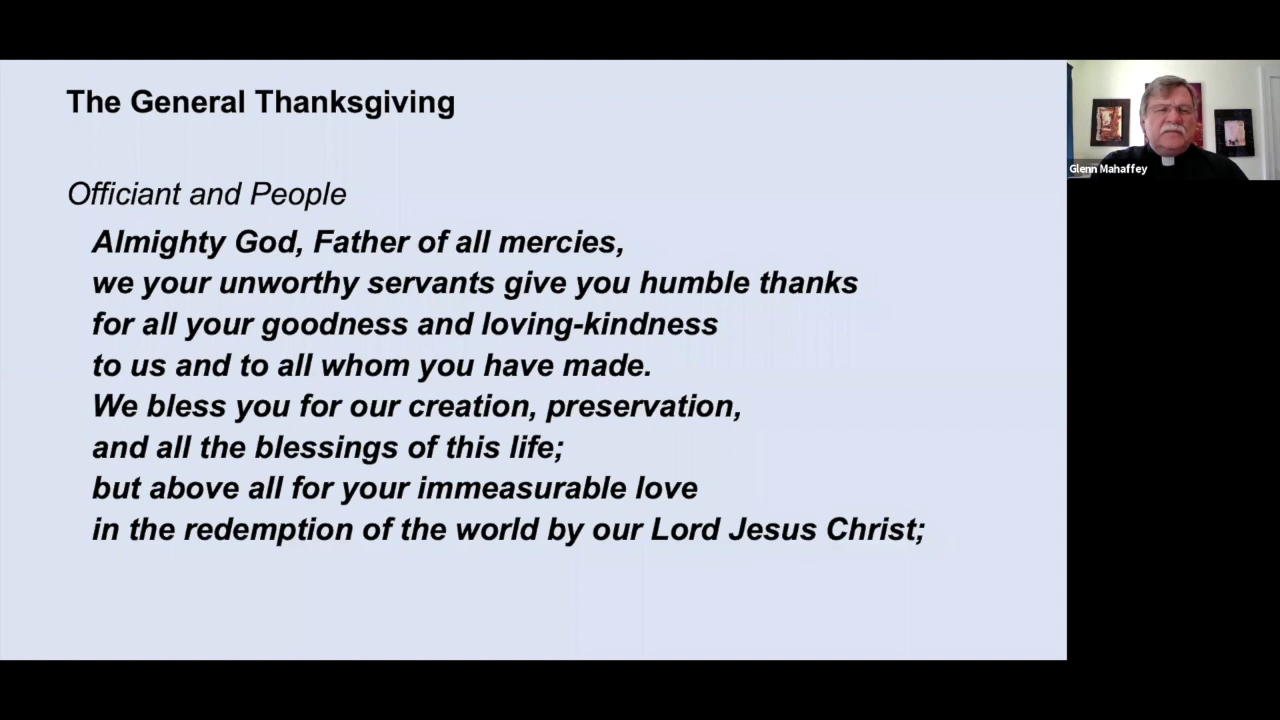 The General Thanksgiving
Officiant and People
Almighty God, Father of all mercies,
we your unworthy servants give you humble thanks
for all your goodness and loving-kindness
to us and to all whom you have made.
We bless you for our creation, preservation,
and all the blessings of this life;
but above all for your immeasurable love
in the redemption of the world by our Lord Jesus Christ;
Glenn Mahaffey